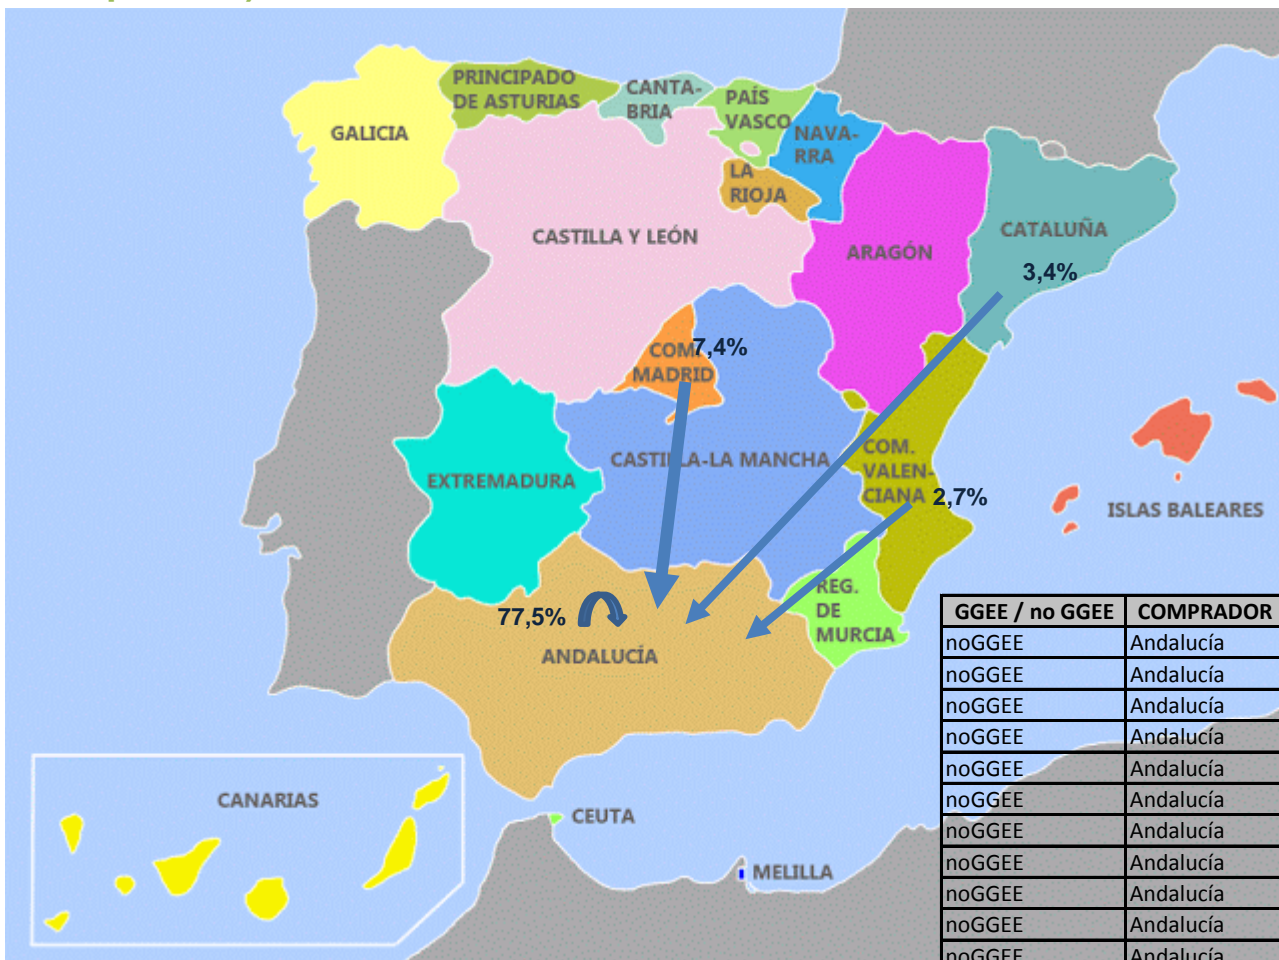 PRINCIPADO
DE ASTURIAS
CANTA-
BRIA
PAÍS
VASCO
NAVA-
RRA
GALICIA
LA
RIOJA
CASTILLA Y LEÓN
ARAGÓN
CATALUÑA
3,4%
COM.
MADRID
7,4%
EXTREMADURA
CASTILLA-LA MANCHA
COM.
VALEN-
CIANA
2,7%
ISLAS BALEARES
REG.
DE
MURCIA
77,5%
ANDALUCÍA
CANARIAS
CEUTA
MELILLA
GGEE / no GGEE COMPRADOR
noGGEE Andalucía
noGGEE Andalucía
noGGEE Andalucía
noGGEE Andalucía
noGGEE Andalucía
noGGEE Andalucía
noGGEE Andalucía
noGGEE Andalucía
noGGEE Andalucía
noGGEE Andalucía
noGGEE Andalucía